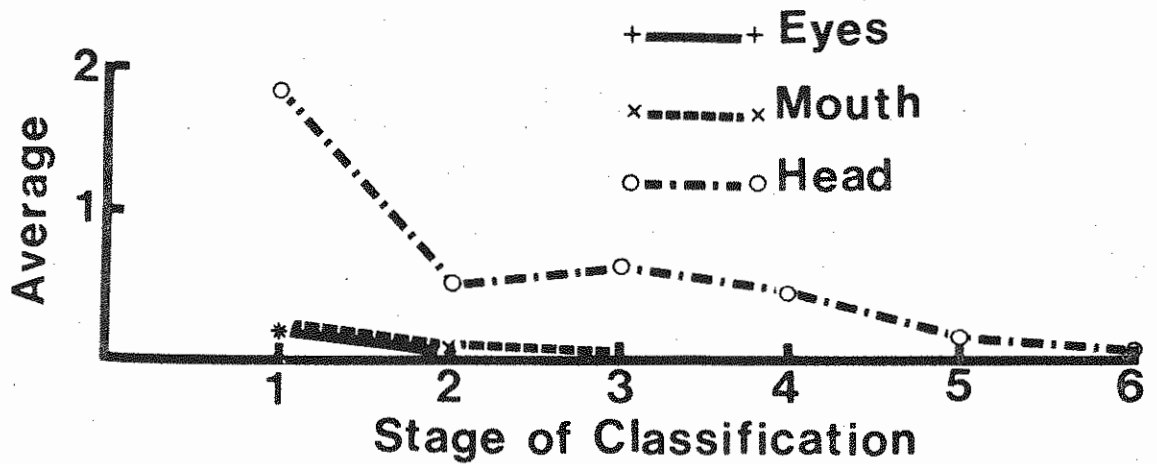 Eyes
Mouth
Head
2
1
Average
1 2 3 4 5 6
Stage of Classification